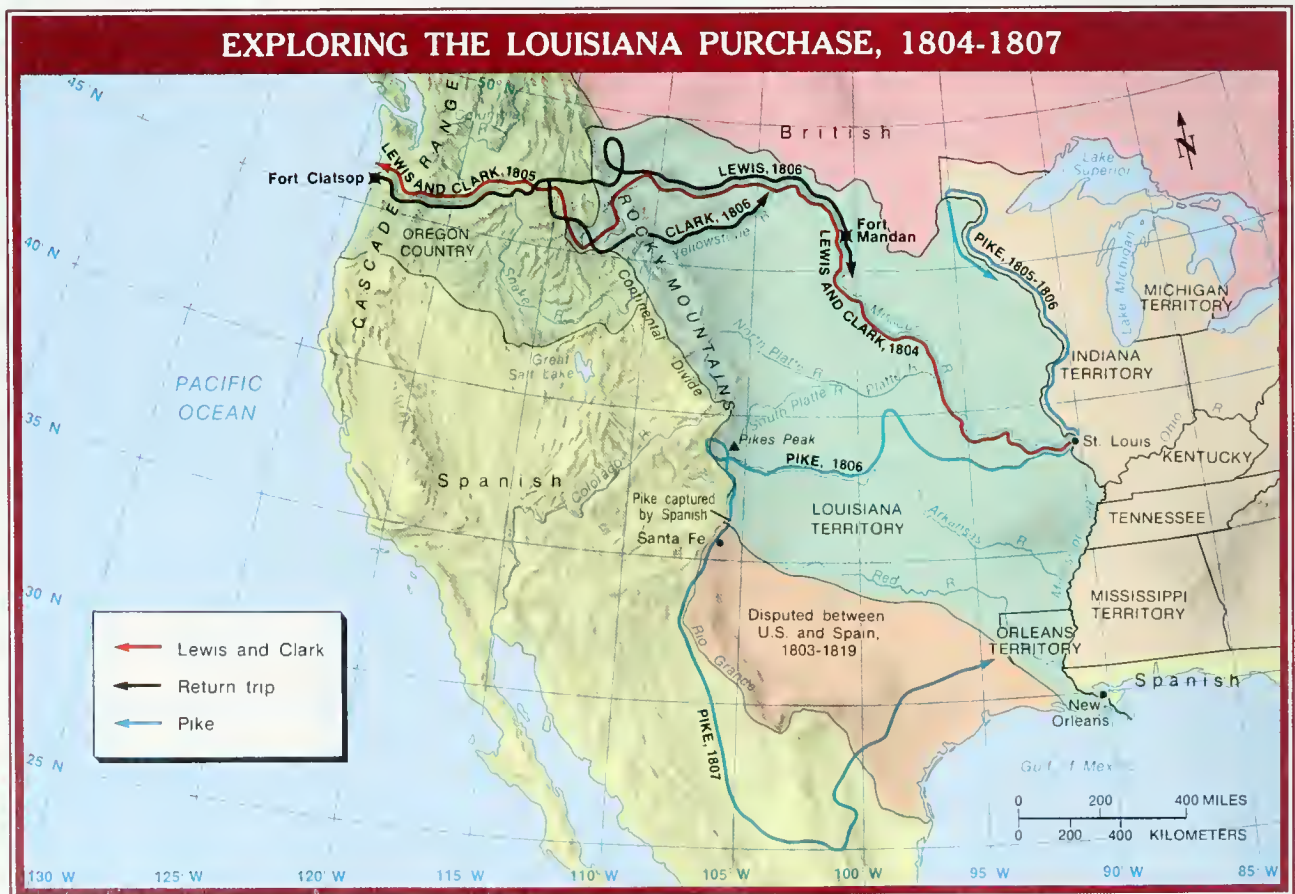 EXPLORING THE LOUISIANA PURCHASE, 1804-1807
45° N
50° N
British
N
Lake
Superior
CASCADE RANGE
LEWIS AND CLARK, 1805
Fort Clatsop
LEWIS, 1806
CLARK, 1806
Fort
Mandan
OREGON
COUNTRY
ROCKY MOUNTAINS
Yellowstone R
40° N
Snake R
Continental Divide
LEWIS AND CLARK, 1804
Missouri R
PIKE, 1805-1806
Lake Michigan
MICHIGAN
TERRITORY
INDIANA
TERRITORY
Great
Salt Lake
North Platte R
Platte R
South Platte R
PACIFIC
OCEAN
35° N
Pikes Peak
PIKE, 1806
St. Louis
Ohio R
KENTUCKY
Spanish
Colorado R
Pike captured
by Spanish
Santa Fe
LOUISIANA
TERRITORY
Arkansas R
TENNESSEE
Red R
MISSISSIPPI
TERRITORY
30 N
Disputed between
U.S. and Spain,
1803-1819
ORLEANS
TERRITORY
Rio Grande
Spanish
New
Orleans
Lewis and Clark
Return trip
Pike
PIKE, 1807
25 N
Gulf of Mexico
0 200 400 MILES
0 200 400 KILOMETERS
130 W
125° W
120° W
115° W
110° W
105° W
100° W
95° W
90° W
85° W